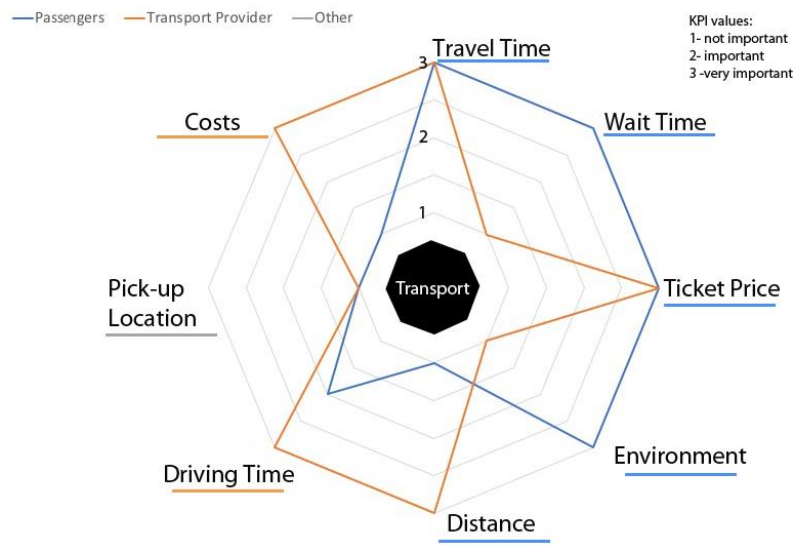 Passengers
Transport Provider
Other
KPI values:
1- not important
2- important
3 -very important
Travel Time
3
Costs
Wait Time
2
1
Transport
Pick-up
Location
Ticket Price
Environment
Driving Time
Distance